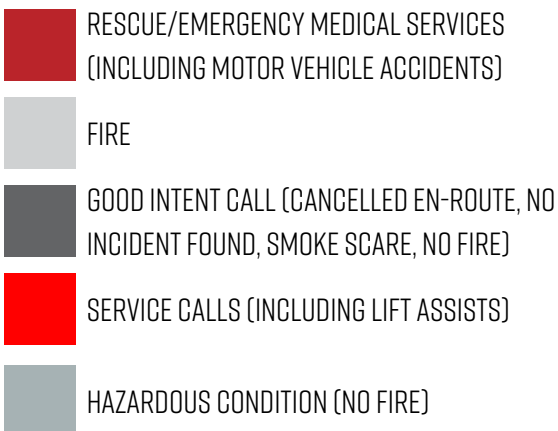 RESCUE/EMERGENCY MEDICAL SERVICES
(INCLUDING MOTOR VEHICLE ACCIDENTS)
FIRE
GOOD INTENT CALL (CANCELLED EN-ROUTE, NO
INCIDENT FOUND, SMOKE SCARE, NO FIRE)
SERVICE CALLS (INCLUDING LIFT ASSISTS)
HAZARDOUS CONDITION (NO FIRE)